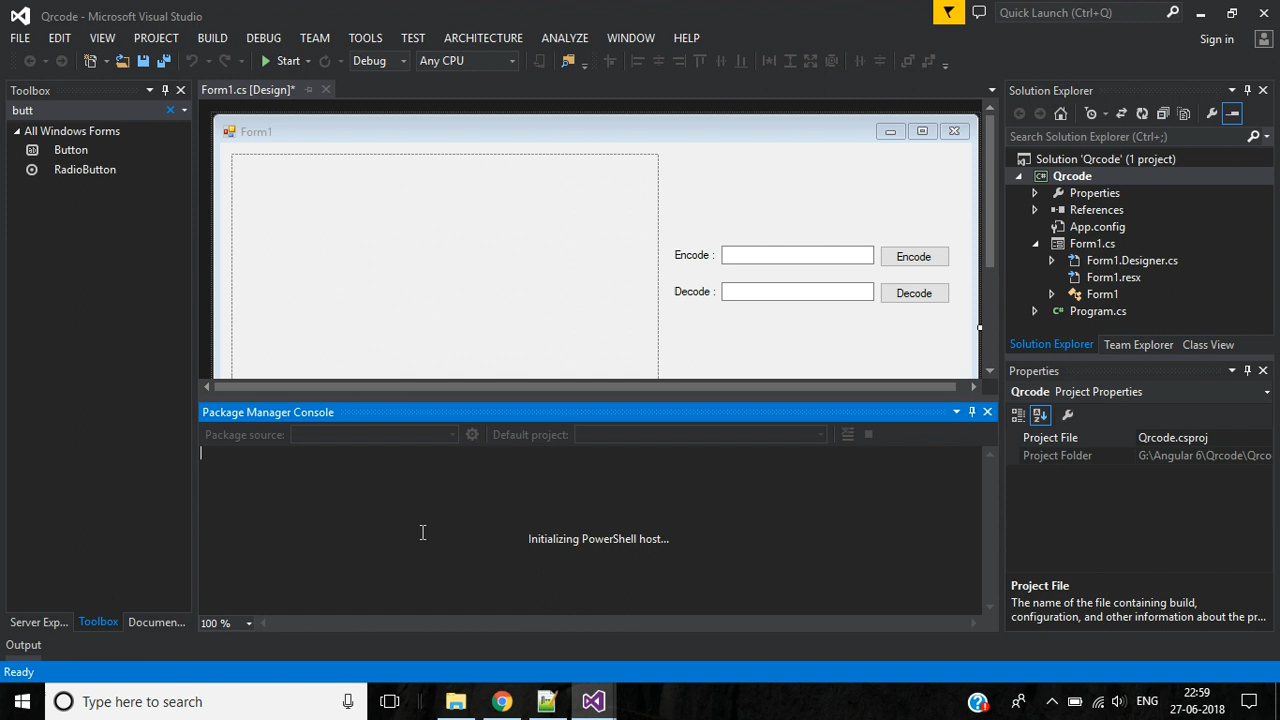 Qrcode - Microsoft Visual Studio
Quick Launch (Ctrl+Q)
FILE EDIT VIEW PROJECT BUILD DEBUG TEAM TOOLS TEST ARCHITECTURE ANALYZE WINDOW HELP
Sign in
Start Debug Any CPU
Toolbox
butt
All Windows Forms
Button
RadioButton
Form1.cs [Design]*
Form1
Encode : Encode
Decode : Decode
Package Manager Console
Package source: Default project:
Initializing PowerShell host...
100 %
Solution Explorer
Search Solution Explorer (Ctrl+;)
Solution 'Qrcode' (1 project)
Qrcode
Properties
References
App.config
Form1.cs
Form1.Designer.cs
Form1.resx
Form1
Program.cs
Solution Explorer Team Explorer Class View
Properties
Qrcode Project Properties
Project File Qrcode.csproj
Project Folder G:\Angular 6\Qrcode\Qrco
Project File
The name of the file containing build,
configuration, and other information about the pr...
Server Exp... Toolbox Documen...
Output
Ready
Type here to search
ENG
22:59
27-06-2018